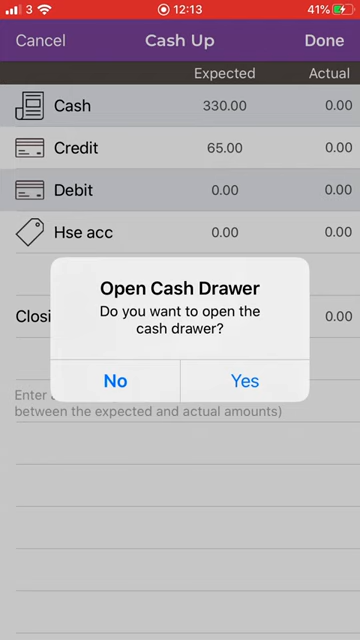 3 12:13 41%
Cancel Cash Up Done
Expected Actual
Cash 330.00 0.00
Credit 65.00 0.00
Debit 0.00 0.00
Hse acc 0.00 0.00
Open Cash Drawer
Do you want to open the
cash drawer?
Closi 0.00
No Yes
Enter
between the expected and actual amounts)